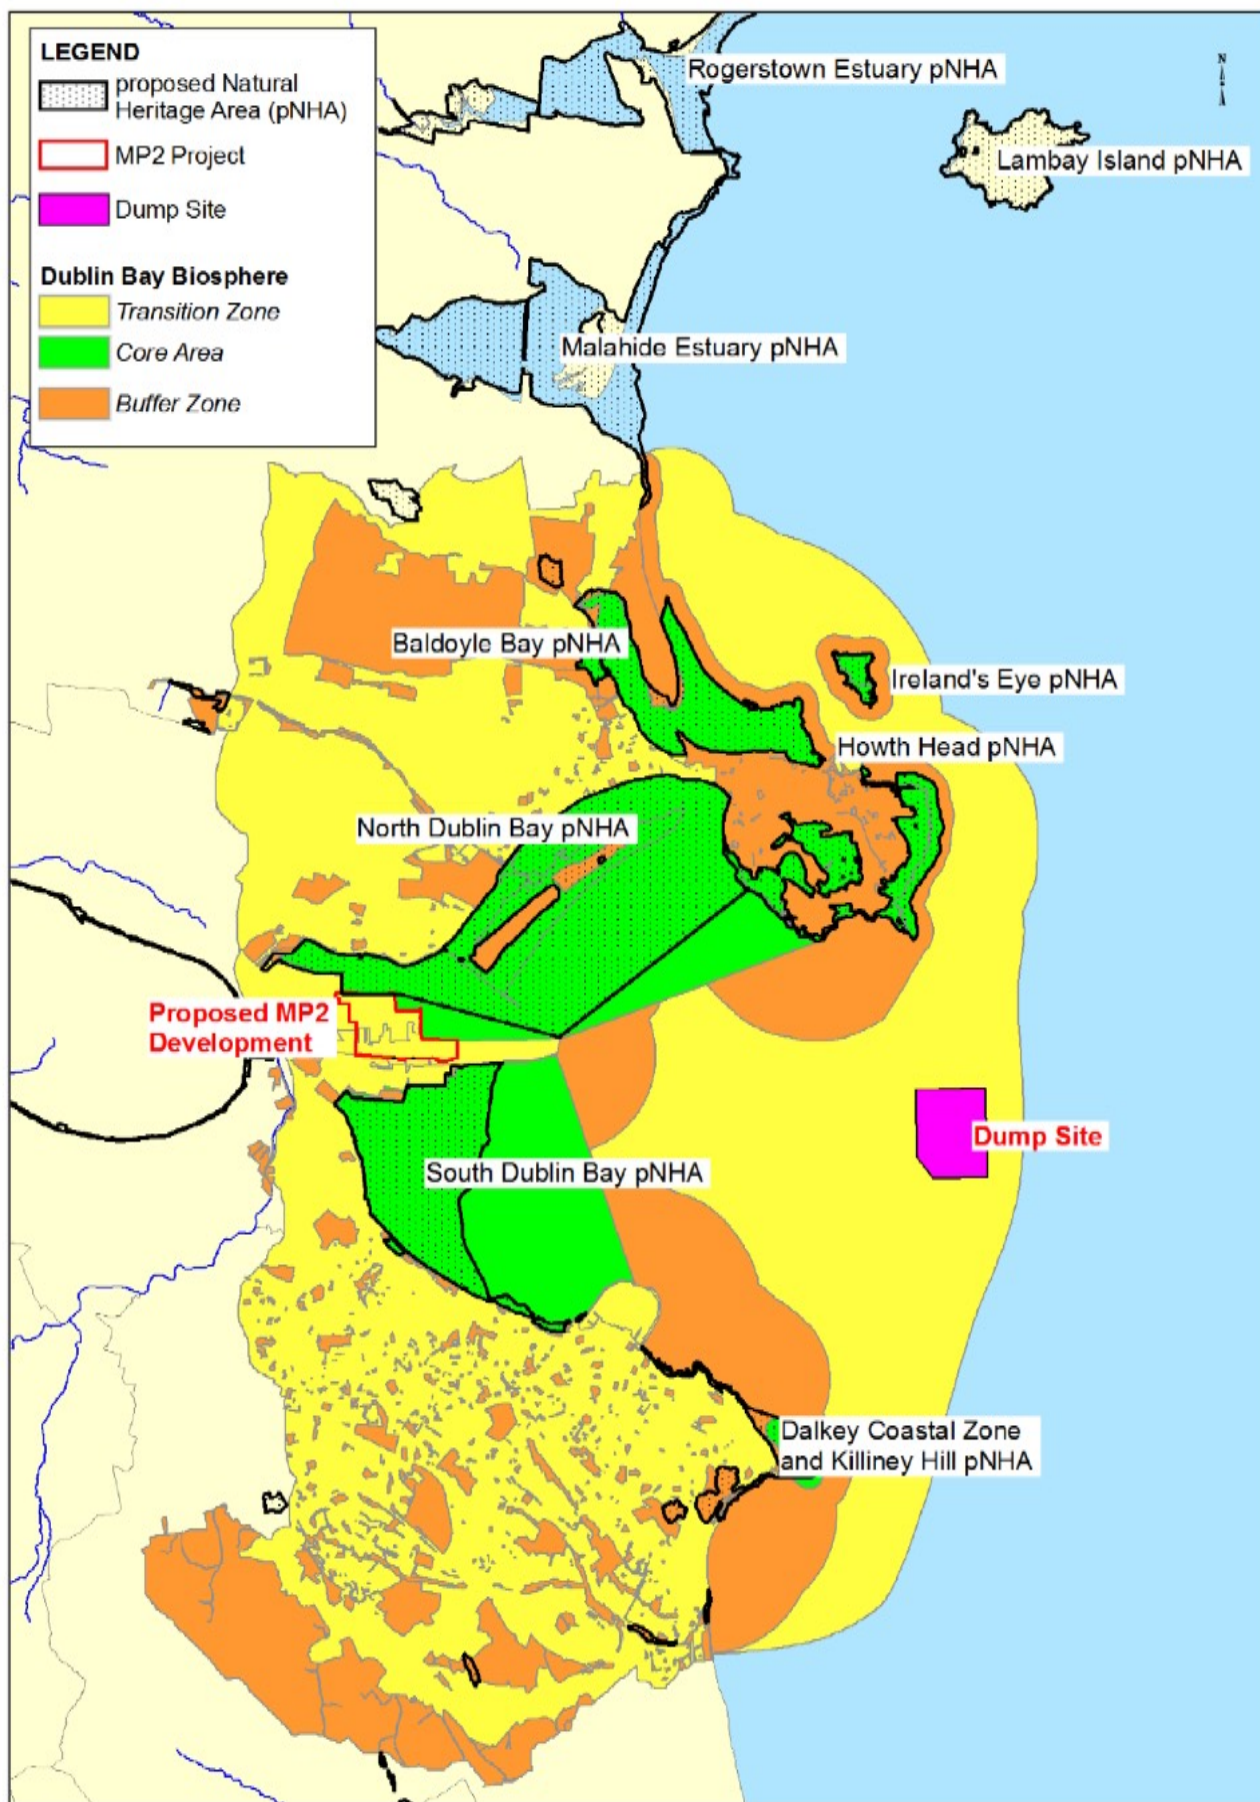 LEGEND
proposed Natural
Heritage Area (pNHA)
MP2 Project
Dump Site
Dublin Bay Biosphere
Transition Zone
Core Area
Buffer Zone
N
Rogerstown Estuary pNHA
Lambay Island pNHA
Malahide Estuary pNHA
Baldoyle Bay pNHA
Ireland's Eye pNHA
Howth Head pNHA
North Dublin Bay pNHA
Proposed MP2
Development
Dump Site
South Dublin Bay pNHA
Dalkey Coastal Zone
and Killiney Hill pNHA